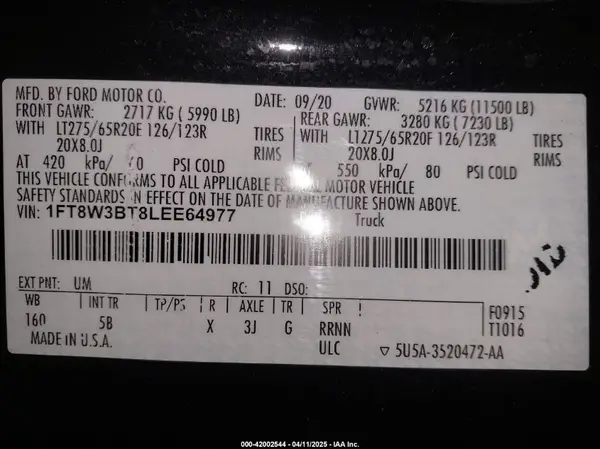 MFD. BY FORD MOTOR CO. DATE: 09/20 GVWR: 5216 KG (11500 LB)
FRONT GAWR: 2717 KG ( 5990 LB) REAR GAWR: 3280 KG ( 7230 LB)
WITH LT275/65R20F 126/123R TIRES WITH LT275/65R20F 126/123R TIRES
20X8.0J RIMS 20X8.0J RIMS
AT 420 kPa/ 0 PSI COLD 550 kPa/ 80 PSI COLD
THIS VEHICLE CONFORMS TO ALL APPLICABLE MOTOR VEHICLE
SAFETY STANDARDS IN EFFECT ON THE DATE OF MANUFACTURE SHOWN ABOVE.
VIN: 1FT8W3BT8LEE64977 Truck
EXT PNT: UM RC: 11 DSO:
WB INT TR TP/PS R AXLE TR SPR F0915
160 5B X 3J G RRNN T1016
MADE IN U.S.A. ULC ▽ 5U5A-3520472-AA
000-42002544 - 04/11/2025 - IAA Inc.